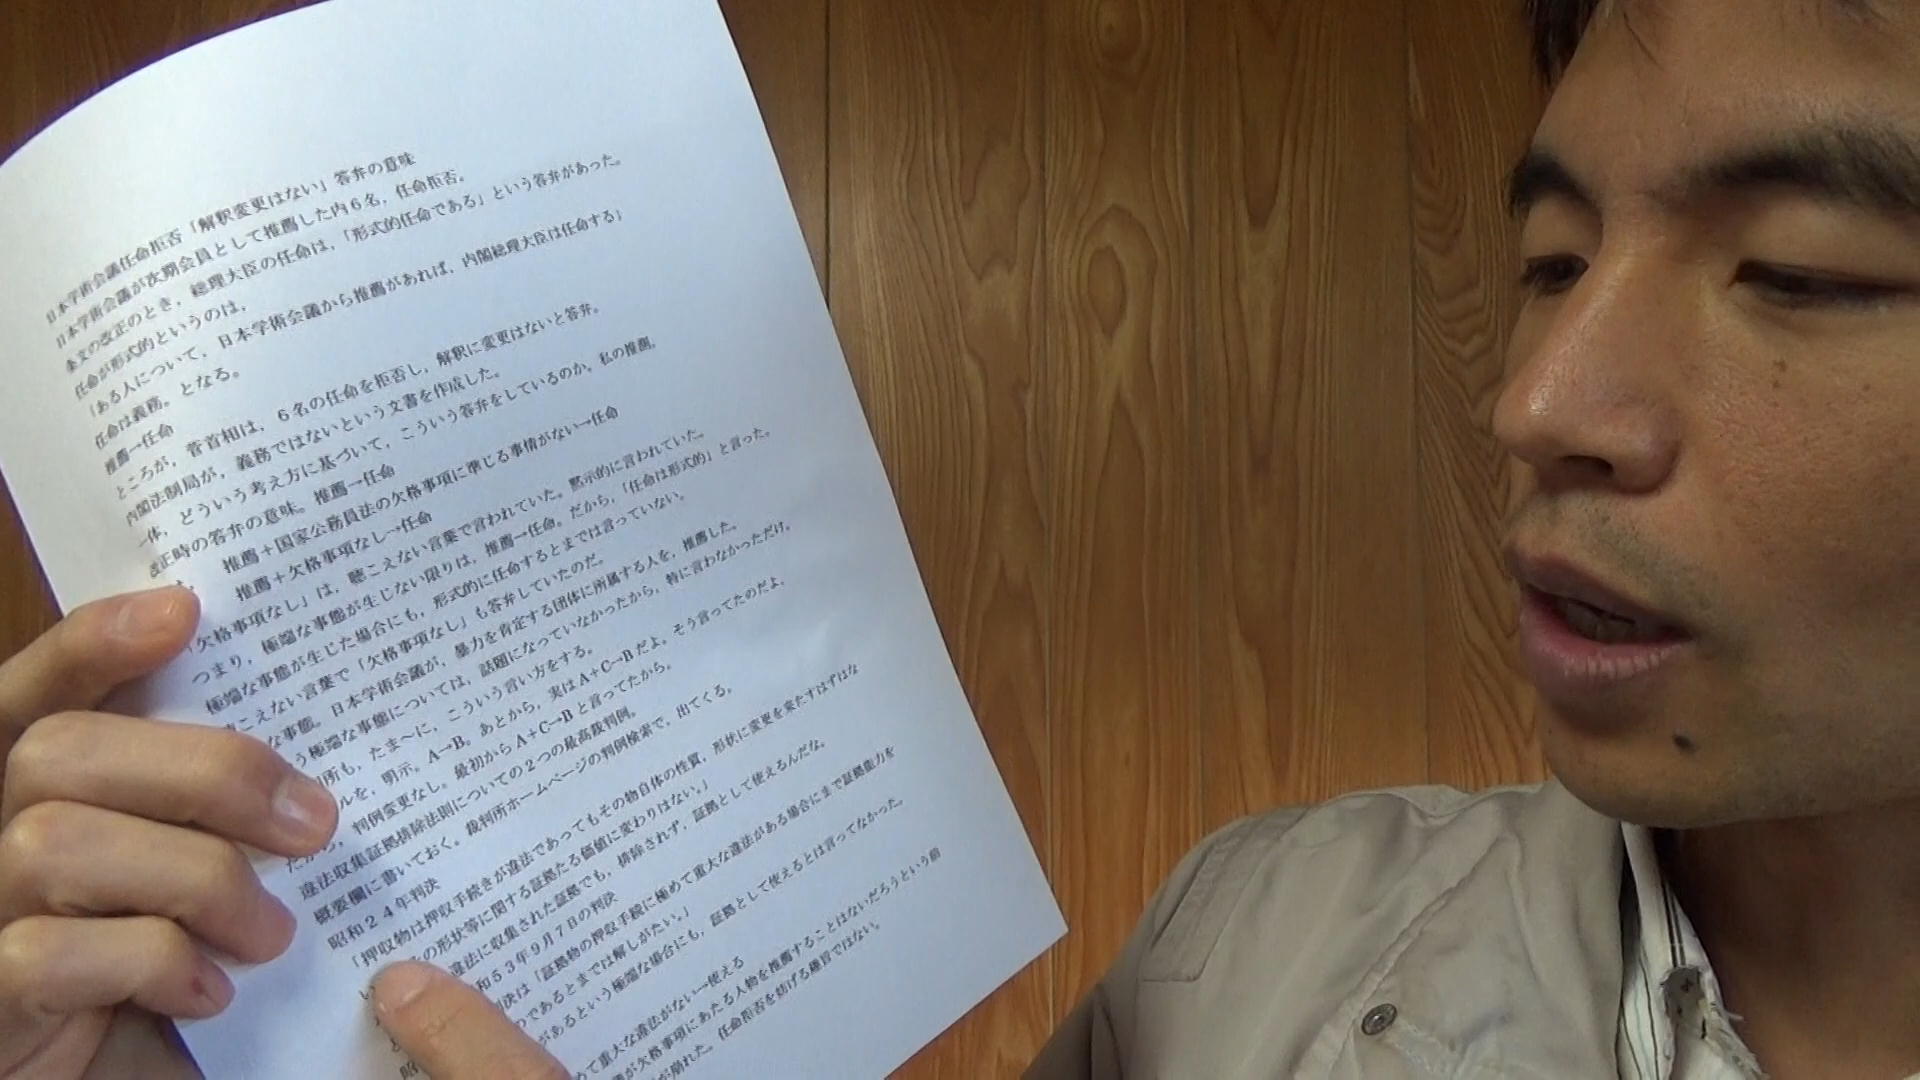 日本学術会議任命拒否「解釈変更はない」答弁の意味
日本学術会議が次期会員として推薦した内6名，任命拒否。
条文の改正のとき，総理大臣の任命は，「形式的任命である」という答弁があった。
任命が形式的というのは，
「ある人について，日本学術会議から推薦があれば，内閣総理大臣は任命する」
任命は義務。となる。
推薦→任命
ところが，菅首相は，6名の任命を拒否し，解釈に変更はないと答弁。
内閣法制局が，義務ではないという文書を作成した。
一体，どういう考え方に基づいて，こういう答弁をしているのか。私の推測。
改正時の答弁の意味。推薦→任命
推薦＋国家公務員法の欠格事項に準じる事情がない→任命
推薦＋欠格事項なし→任命
「欠格事項なし」は，聴こえない言葉で言われていた。黙示的に言われていた。
つまり，極端な事態が生じない限りは，推薦→任命。だから，「任命は形式的」と言った。
極端な事態が生じた場合にも，形式的に任命するとまでは言っていない。
こえない言葉で「欠格事項なし」も答弁していたのだ。
な事態。日本学術会議が，暴力を肯定する団体に所属する人を，推薦した。
う極端な事態については，話題になっていなかったから，特に言わなかっただけ。
所も，たま～に，こういう言い方をする。
ルを，明示。A→B。あとから，実はA＋C→Bだよ。そう言ってたのだよ。
判例変更なし。最初からA＋C→Bと言ってたから。
違法収集証拠排除法則についての2つの最高裁判例。
概要欄に書いておく。裁判所ホームページの判例検索で，出てくる。
昭和24年判決
「押収物は押収手続きが違法であってもその物自体の性質，形状に変更を来たすはずはな
の形状等に関する証拠たる価値に変わりはない。」
違法に収集された証拠でも，排除されず，証拠として使えるんだな。
和53年9月7日の判決
判決は「証拠物の押収手続に極めて重大な違法がある場合にまで証拠能力を
のであるとまでは解しがたい。」
があるという極端な場合にも，証拠として使えるとは言ってなかった。
めて重大な違法がない→使える
が欠格事項にあたる人物を推薦することはないだろうという前
が崩れた。任命拒否を妨げる趣旨ではない。